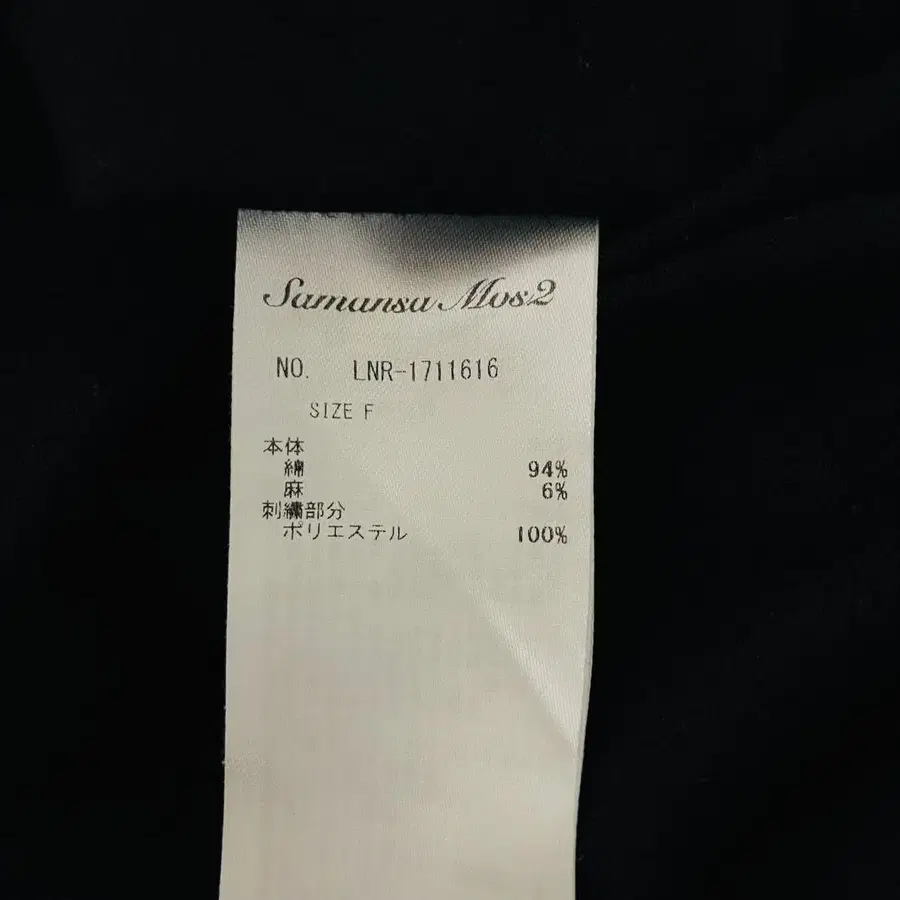 Samansa Mos2
NO. LNR-1711616
SIZE F
本体
綿 94%
麻 6%
刺繍部分
ポリエステル 100%